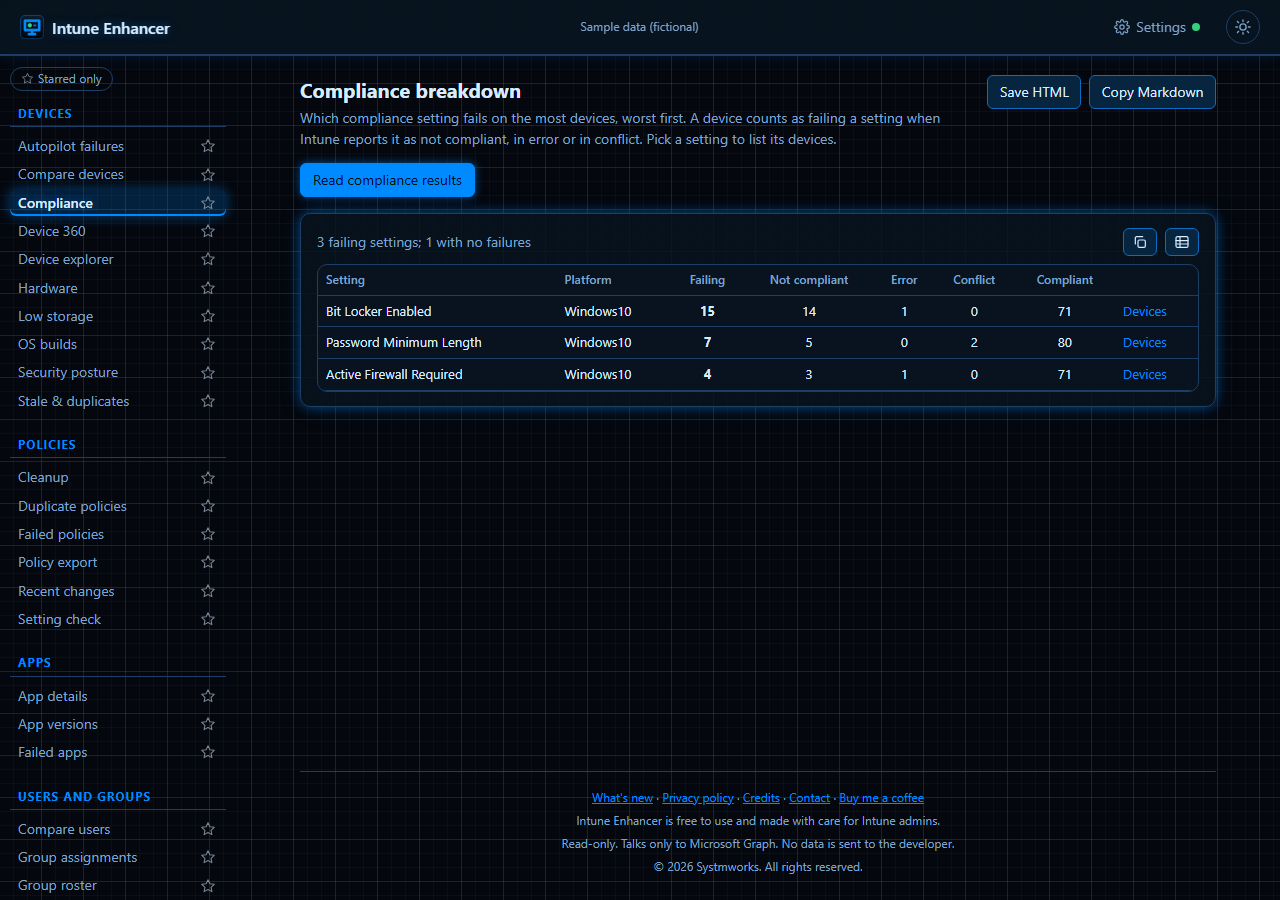 Intune Enhancer
Sample data (fictional)
Settings
Starred only
DEVICES
Autopilot failures
Compare devices
Compliance
Device 360
Device explorer
Hardware
Low storage
OS builds
Security posture
Stale & duplicates
POLICIES
Cleanup
Duplicate policies
Failed policies
Policy export
Recent changes
Setting check
APPS
App details
App versions
Failed apps
USERS AND GROUPS
Compare users
Group assignments
Group roster
Compliance breakdown
Save HTML
Copy Markdown
Which compliance setting fails on the most devices, worst first. A device counts as failing a setting when
Intune reports it as not compliant, in error or in conflict. Pick a setting to list its devices.
Read compliance results
3 failing settings; 1 with no failures
Setting Platform Failing Not compliant Error Conflict Compliant
Bit Locker Enabled Windows10 15 14 1 0 71 Devices
Password Minimum Length Windows10 7 5 0 2 80 Devices
Active Firewall Required Windows10 4 3 1 0 71 Devices
What's new · Privacy policy · Credits · Contact · Buy me a coffee
Intune Enhancer is free to use and made with care for Intune admins.
Read-only. Talks only to Microsoft Graph. No data is sent to the developer.
© 2026 Systmworks. All rights reserved.